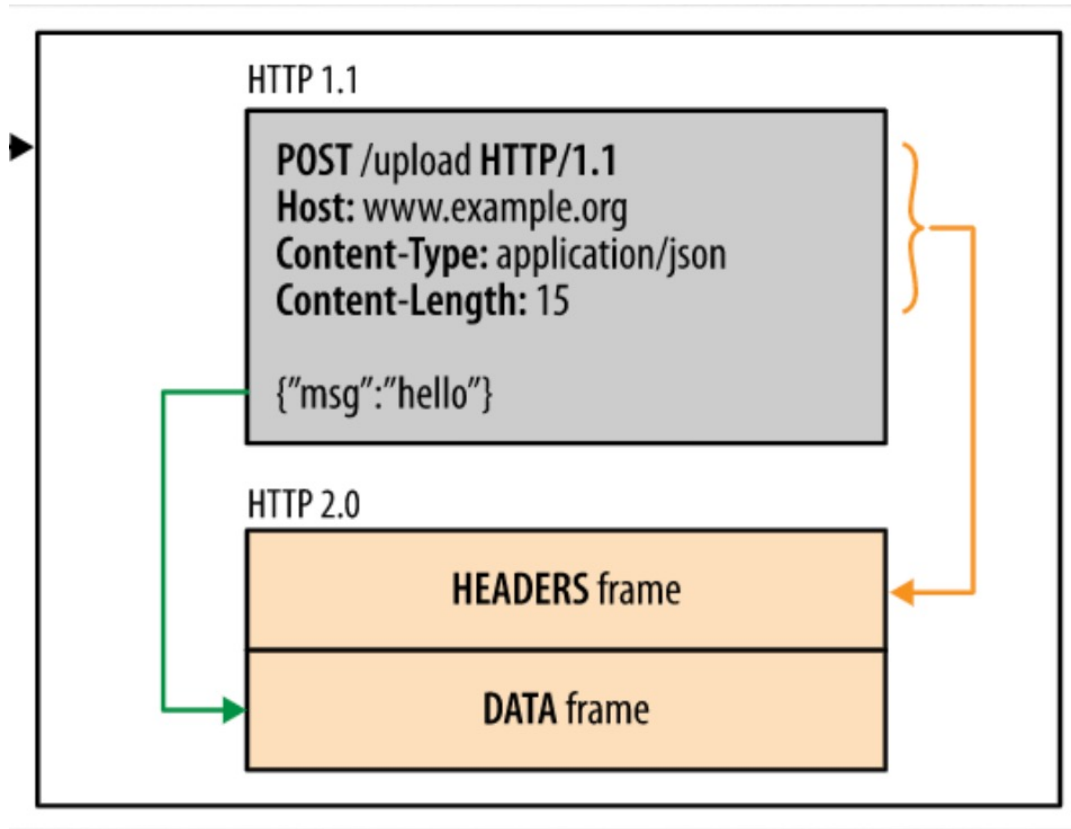 HTTP 1.1
POST /upload HTTP/1.1
Host: www.example.org
Content-Type: application/json
Content-Length: 15
{”msg”:”hello”}
HTTP 2.0
HEADERS frame
DATA frame